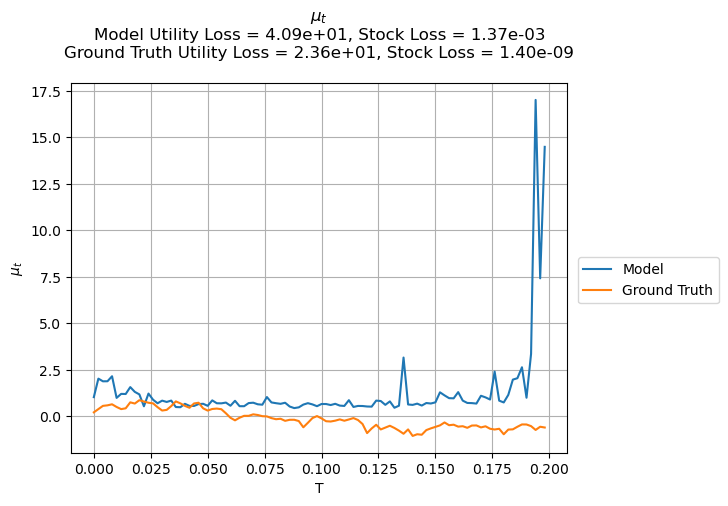 μₜ
Model Utility Loss = 4.09e+01, Stock Loss = 1.37e-03
Ground Truth Utility Loss = 2.36e+01, Stock Loss = 1.40e-09
17.5
15.0
12.5
10.0
7.5
5.0
2.5
0.0
μₜ
Model
Ground Truth
0.000
0.025
0.050
0.075
0.100
0.125
0.150
0.175
0.200
T